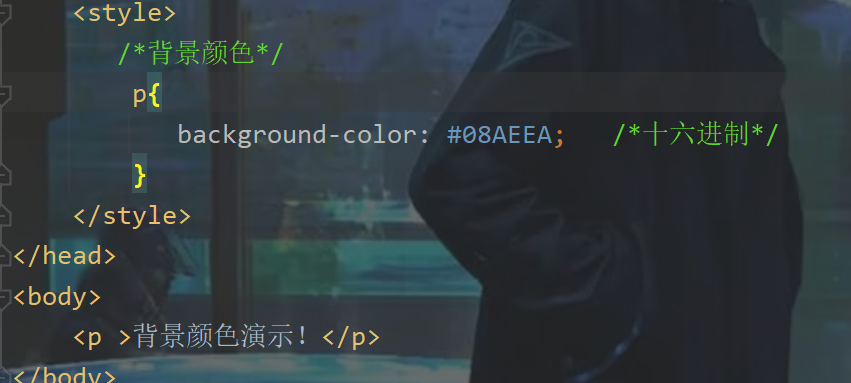 <style>
/*背景颜色*/
p{
background-color: #08AEEA; /*十六进制*/
}
</style>
</head>
<body>
<p >背景颜色演示！</p>
</body>